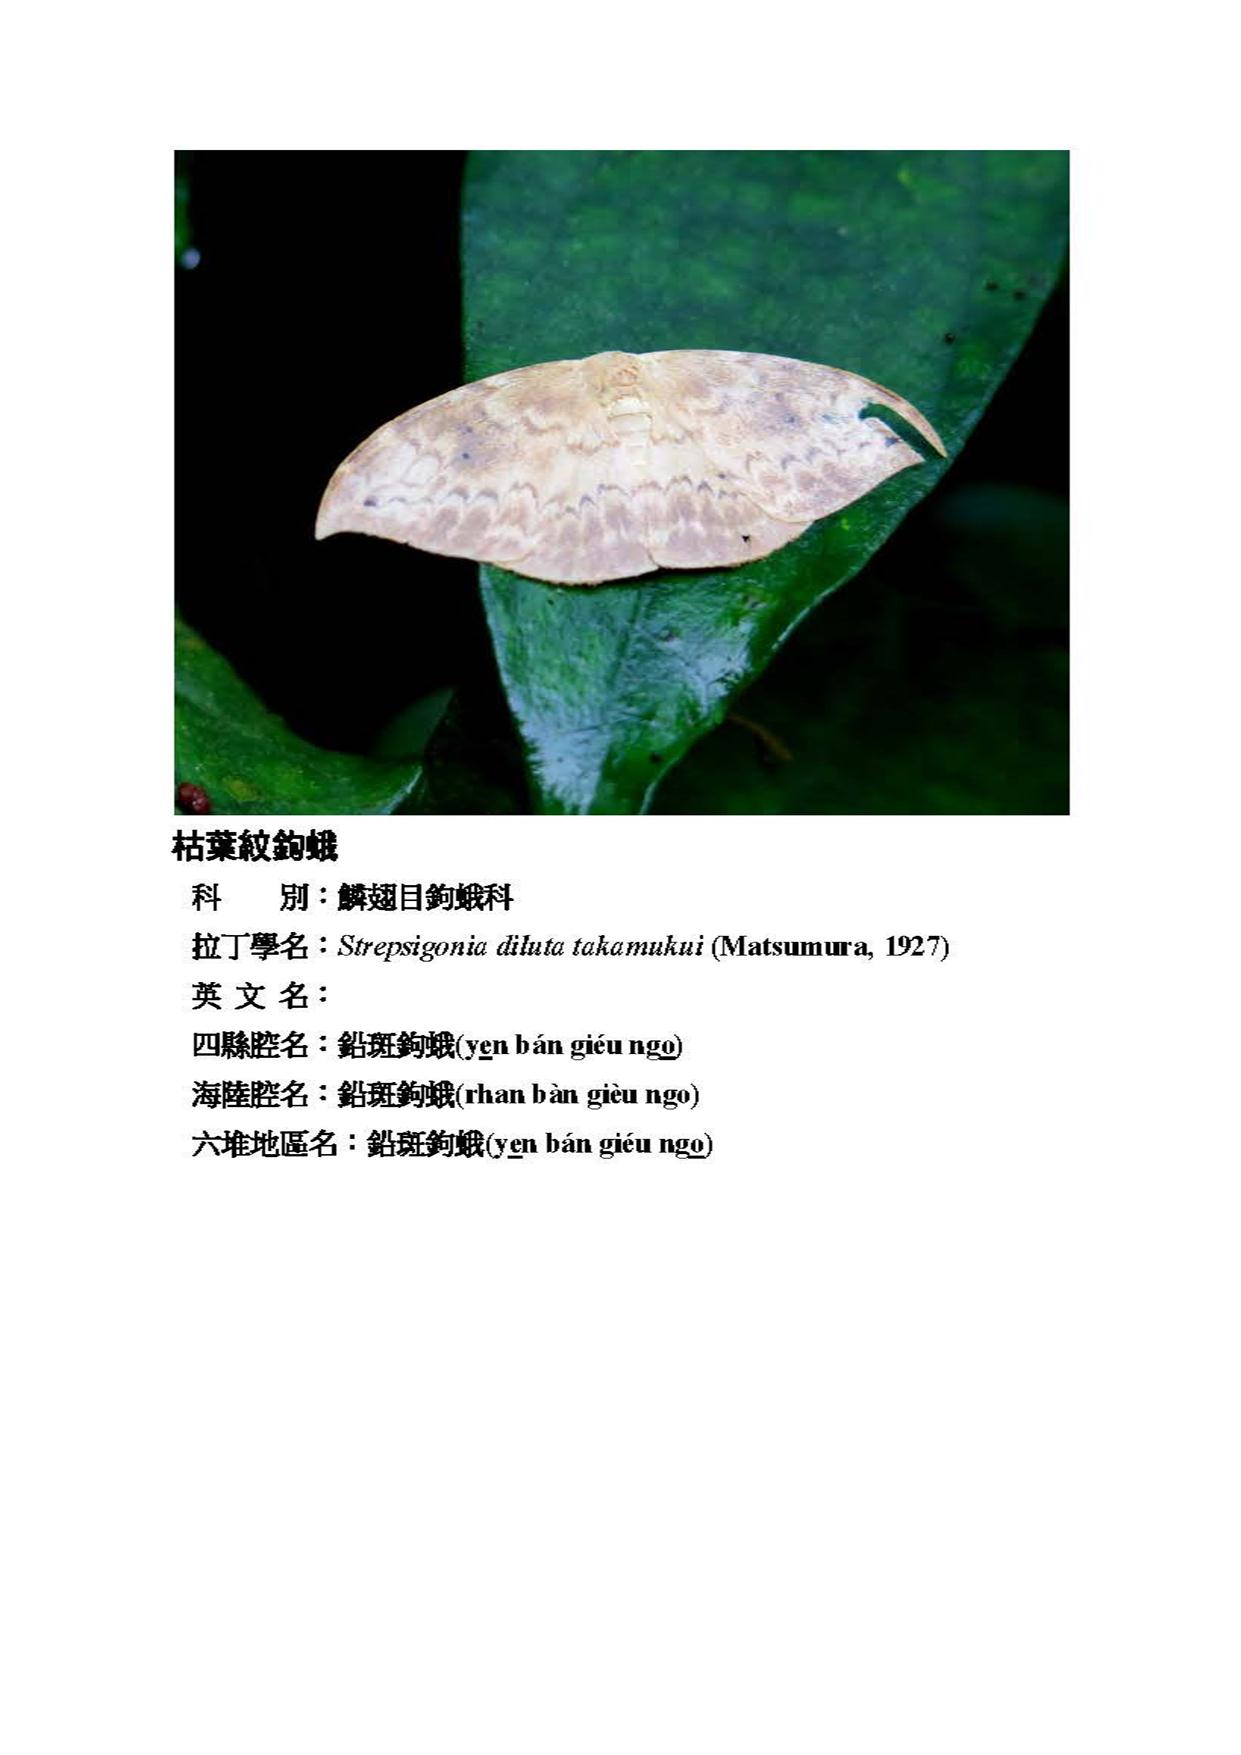 枯葉紋鉤蛾
科　　別：鱗翅目鉤蛾科
拉丁學名：Strepsigonia diluta takamukui (Matsumura, 1927)
英 文 名：
四縣腔名：鉛斑鉤蛾(yen bán giéu ngo)
海陸腔名：鉛斑鉤蛾(rhan bàn gièu ngo)
六堆地區名：鉛斑鉤蛾(yen bán giéu ngo)